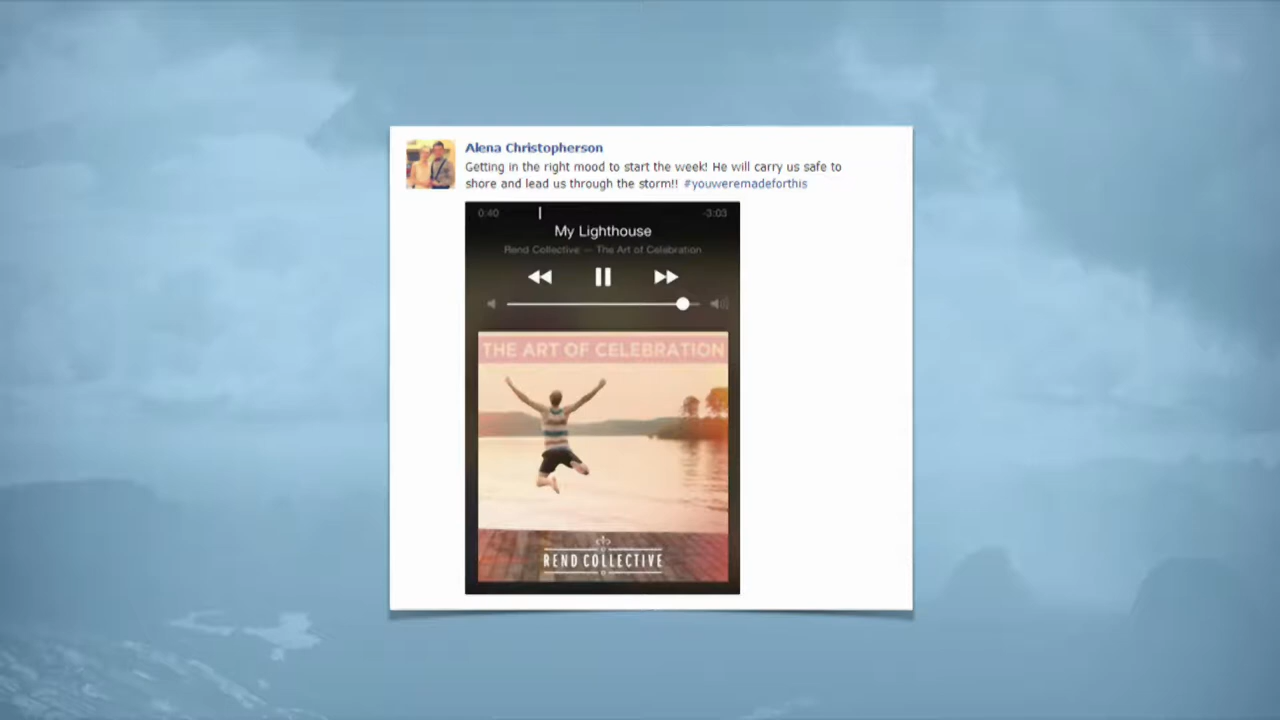 Alena Christopherson
Getting in the right mood to start the week! He will carry us safe to
shore and lead us through the storm!! #youweremadeforthis
0:40 -3:03
My Lighthouse
Rend Collective — The Art of Celebration
THE ART OF CELEBRATION
REND COLLECTIVE